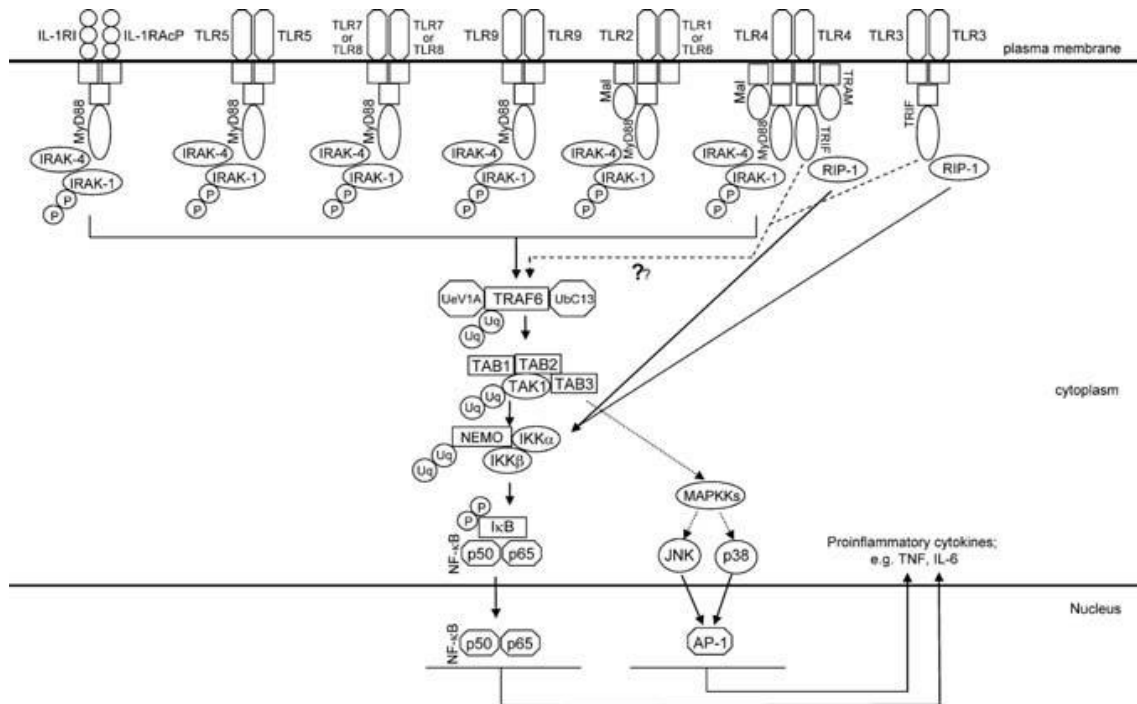 IL-1RI IL-1RAcP TLR5 TLR5 TLR7 or TLR8 TLR7 or TLR8 TLR9 TLR9 TLR2 TLR1 or TLR6 TLR4 TLR4 TLR3 TLR3
plasma membrane
Mal Mal TRAM
MyD88 MyD88 MyD88 MyD88 MyD88 MyD88 TRIF TRIF
IRAK-4 IRAK-4 IRAK-4 IRAK-4 IRAK-4 IRAK-4
IRAK-1 IRAK-1 IRAK-1 IRAK-1 IRAK-1 IRAK-1 RIP-1 RIP-1
P P P P P P
P P P P P P
??
UeV1A TRAF6 UbC13
Uq
Uq
TAB1 TAB2
TAK1 TAB3
Uq
Uq
cytoplasm
NEMO IKKα
IKKβ
Uq
Uq
MAPKKs
P
P
IκB
NF-κB p50 p65
JNK p38
Proinflammatory cytokines;
e.g. TNF, IL-6
Nucleus
NF-κB p50 p65
AP-1